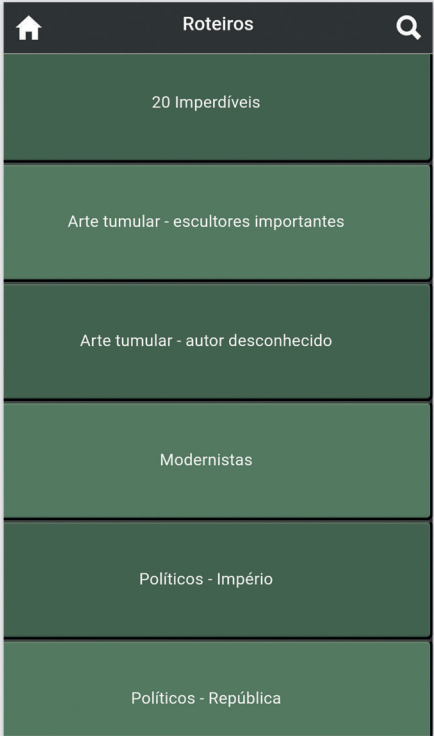 Roteiros
20 Imperdíveis
Arte tumular - escultores importantes
Arte tumular - autor desconhecido
Modernistas
Políticos - Império
Políticos - República